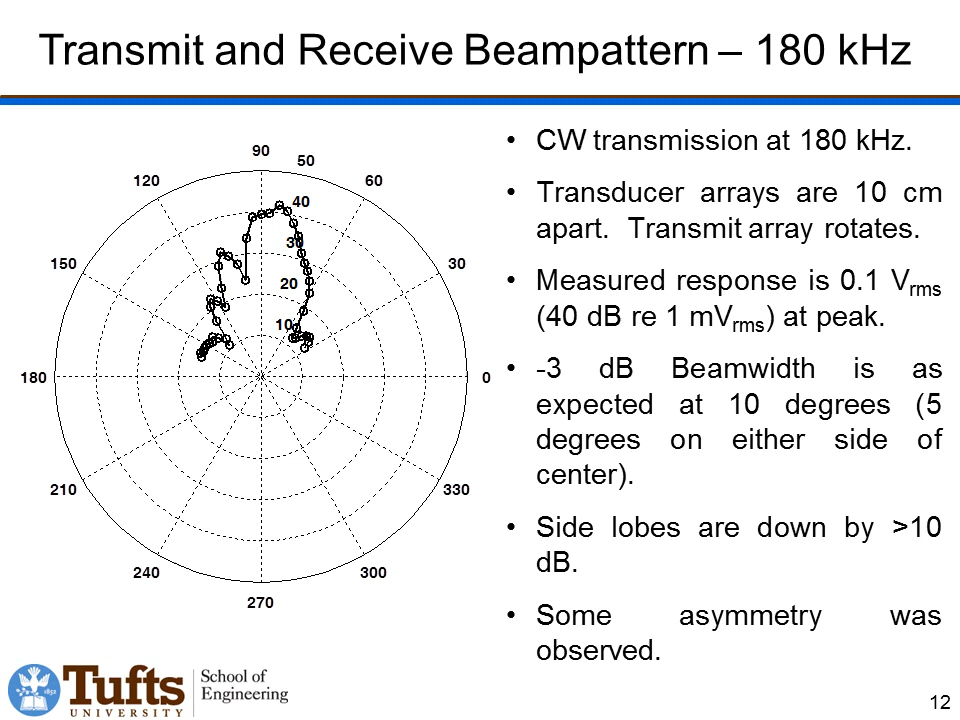 Transmit and Receive Beampattern – 180 kHz
90
50
120
60
40
150
30
30
20
10
180
0
210
330
240
300
270
• CW transmission at 180 kHz.
• Transducer arrays are 10 cm
apart. Transmit array rotates.
• Measured response is 0.1 Vrms
(40 dB re 1 mVrms) at peak.
• -3 dB Beamwidth is as
expected at 10 degrees (5
degrees on either side of
center).
• Side lobes are down by >10
dB.
• Some asymmetry was
observed.
1852
Tufts
UNIVERSITY
School of
Engineering
12